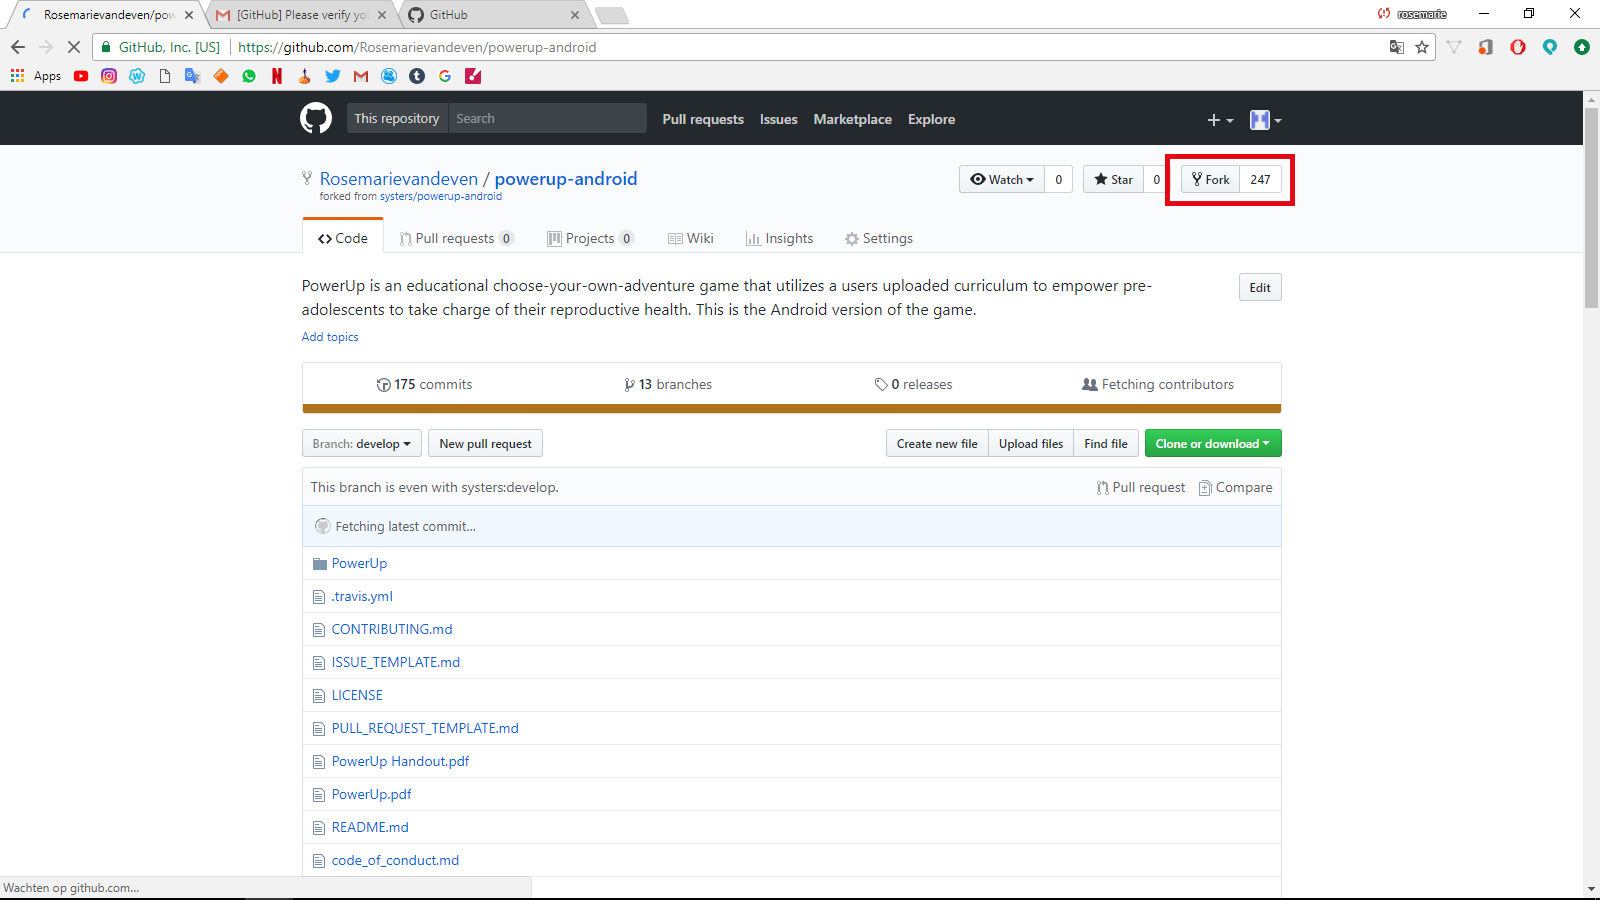 Rosemarievandeven/pow
[GitHub] Please verify yo
GitHub
rosemarie
GitHub, Inc. [US]
https://github.com/Rosemarievandeven/powerup-android
Apps
This repository
Search
Pull requests
Issues
Marketplace
Explore
Rosemarievandeven / powerup-android
forked from systers/powerup-android
Watch
0
Star
0
Fork
247
Code
Pull requests 0
Projects 0
Wiki
Insights
Settings
PowerUp is an educational choose-your-own-adventure game that utilizes a users uploaded curriculum to empower pre-
adolescents to take charge of their reproductive health. This is the Android version of the game.
Edit
Add topics
175 commits
13 branches
0 releases
Fetching contributors
Branch: develop
New pull request
Create new file
Upload files
Find file
Clone or download
This branch is even with systers:develop.
Pull request
Compare
Fetching latest commit…
PowerUp
.travis.yml
CONTRIBUTING.md
ISSUE_TEMPLATE.md
LICENSE
PULL_REQUEST_TEMPLATE.md
PowerUp Handout.pdf
PowerUp.pdf
README.md
code_of_conduct.md
Wachten op github.com...